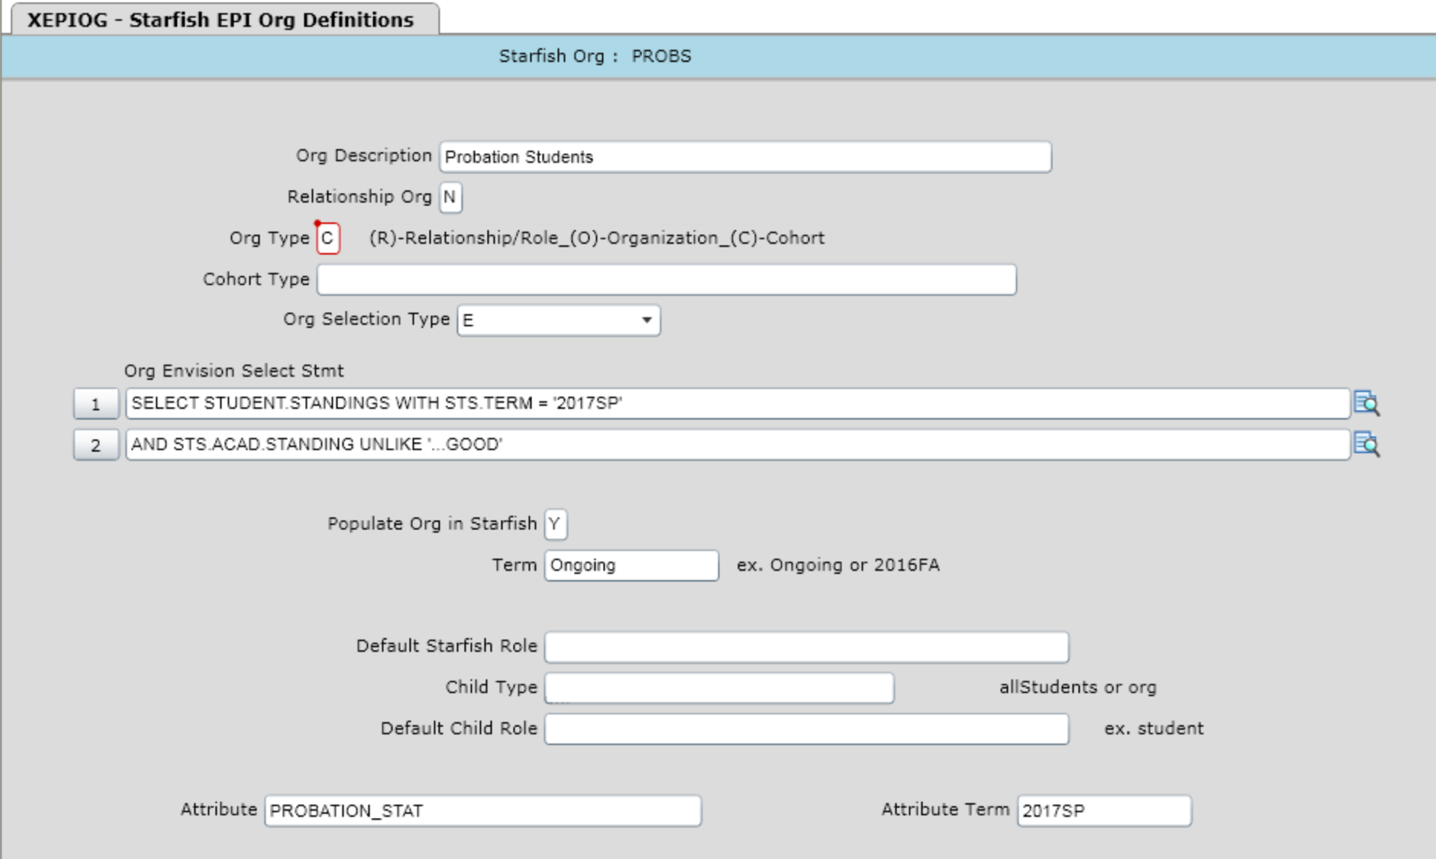 XEPIOG - Starfish EPI Org Definitions
Starfish Org : PROBS
Org Description Probation Students
Relationship Org N
Org Type C (R)-Relationship/Role_(O)-Organization_(C)-Cohort
Cohort Type
Org Selection Type E
Org Envision Select Stmt
1 SELECT STUDENT.STANDINGS WITH STS.TERM = '2017SP'
2 AND STS.ACAD.STANDING UNLIKE '...GOOD'
Populate Org in Starfish Y
Term Ongoing ex. Ongoing or 2016FA
Default Starfish Role
Child Type allStudents or org
Default Child Role ex. student
Attribute PROBATION_STAT Attribute Term 2017SP